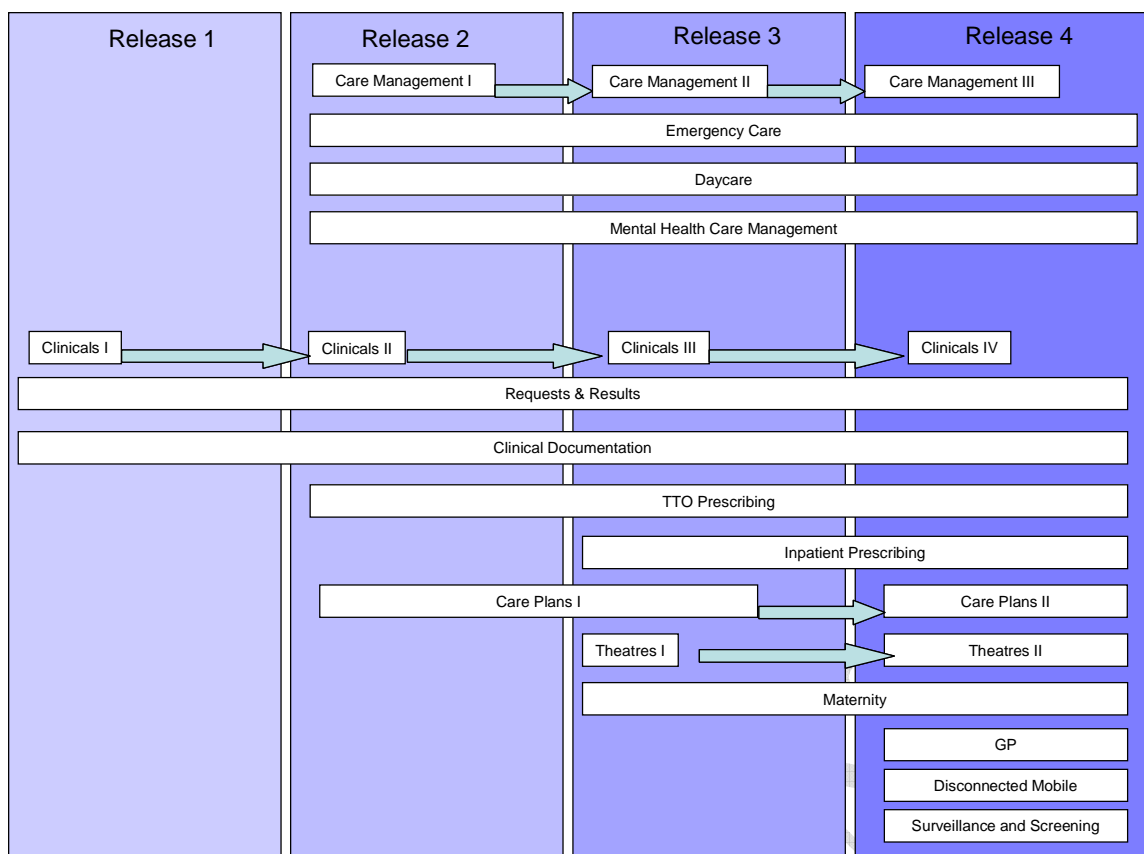 Release 1
Release 2
Release 3
Release 4
Care Management I
Care Management II
Care Management III
Emergency Care
Daycare
Mental Health Care Management
Clinicals I
Clinicals II
Clinicals III
Clinicals IV
Requests & Results
Clinical Documentation
TTO Prescribing
Inpatient Prescribing
Care Plans I
Care Plans II
Theatres I
Theatres II
Maternity
GP
Disconnected Mobile
Surveillance and Screening